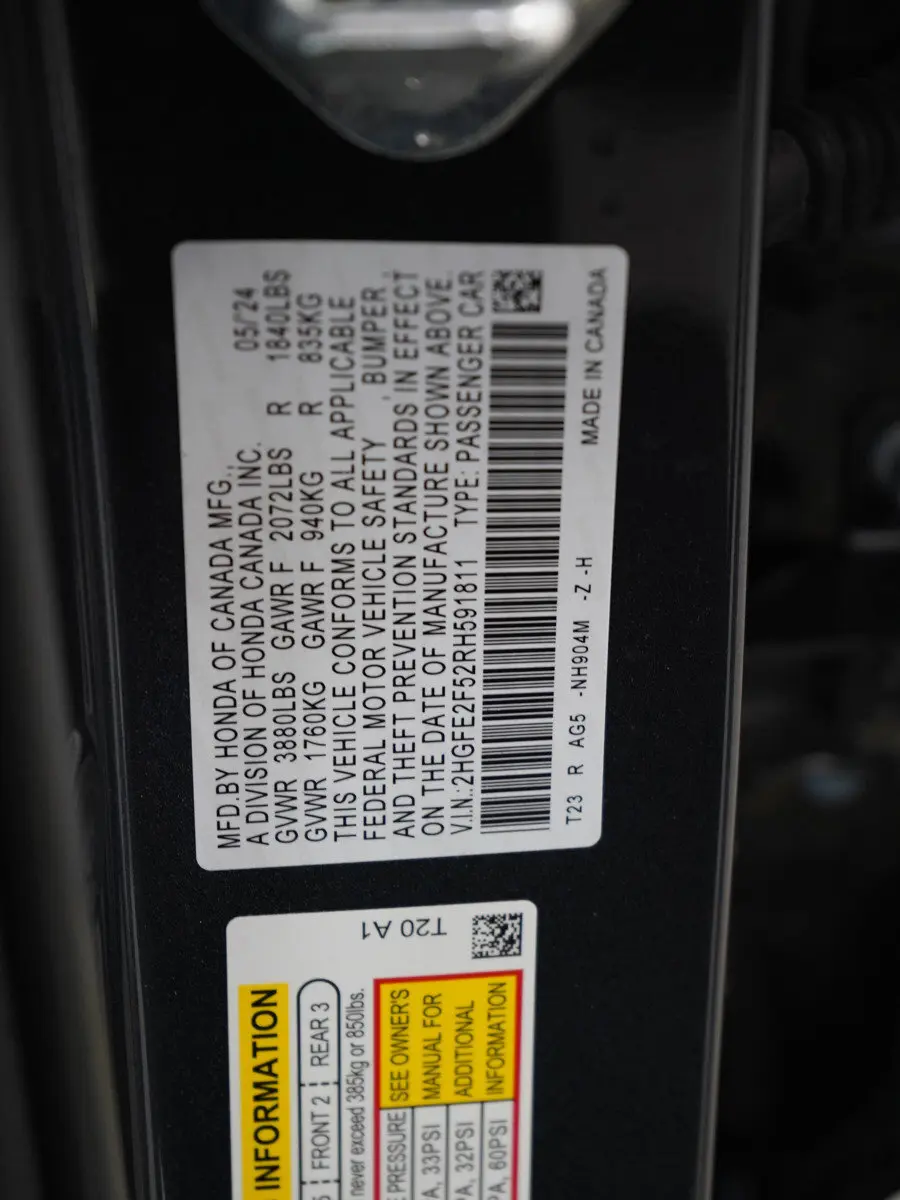 MFD.BY HONDA OF CANADA MFG.,
A DIVISION OF HONDA CANADA INC. 05/'24
GVWR 3880LBS GAWR F 2072LBS R 1840LBS
GVWR 1760KG GAWR F 940KG R 835KG
THIS VEHICLE CONFORMS TO ALL APPLICABLE
FEDERAL MOTOR VEHICLE SAFETY , BUMPER ,
AND THEFT PREVENTION STANDARDS IN EFFECT
ON THE DATE OF MANUFACTURE SHOWN ABOVE.
V.I.N.:2HGFE2F52RH591811 TYPE: PASSENGER CAR
T23 R AG5 -NH904M -Z -H
MADE IN CANADA
T20 A1
INFORMATION
FRONT 2 REAR 3
never exceed 385kg or 850lbs.
PRESSURE SEE OWNER'S
33PSI MANUAL FOR
32PSI ADDITIONAL
60PSI INFORMATION